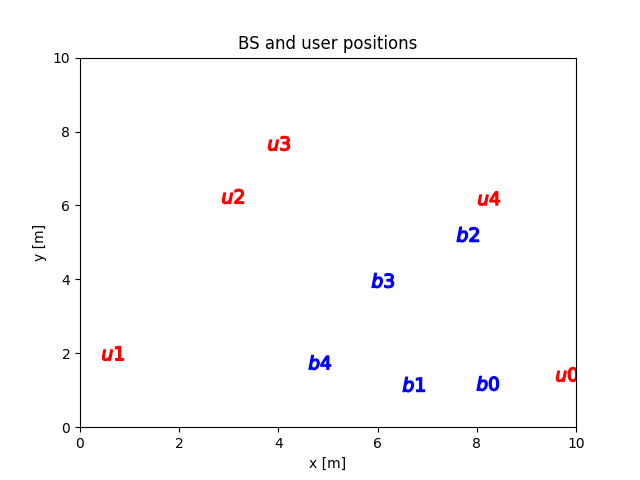 BS and user positions
10
8
6
4
2
0
y [m]
u3
u2
u4
b2
b3
u1
b4
b1
b0
u0
0 2 4 6 8 10
x [m]